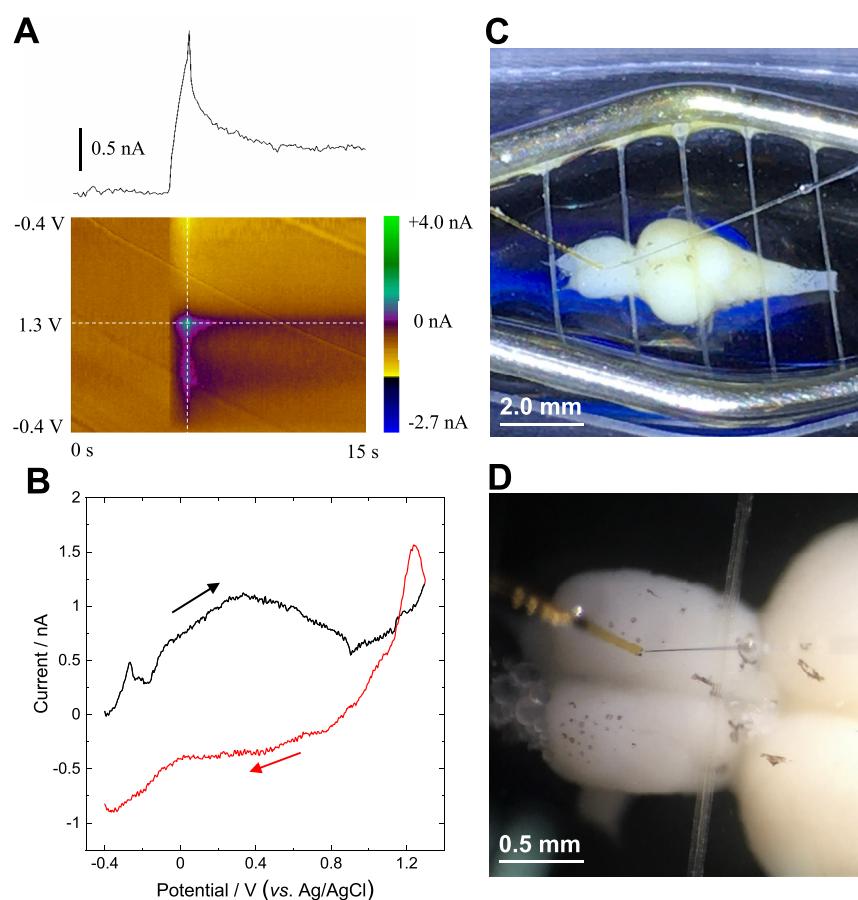 A
0.5 nA
-0.4 V
1.3 V
-0.4 V
0 s
15 s
+4.0 nA
0 nA
-2.7 nA
B
2
1.5
1
0.5
0
-0.5
-1
Current / nA
-0.4
0
0.4
0.8
1.2
Potential / V (vs. Ag/AgCl)
C
2.0 mm
D
0.5 mm